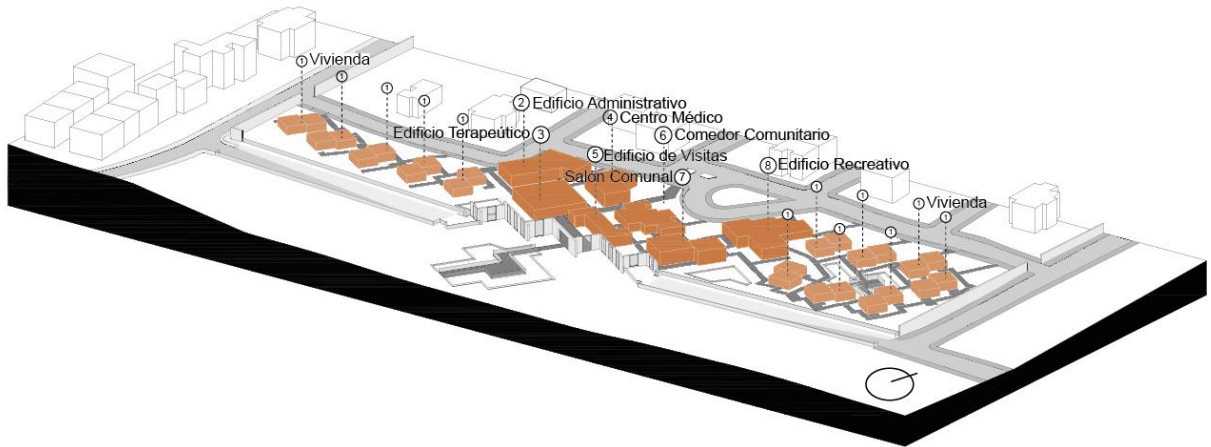 ① Vivienda
①
①
①
①
② Edificio Administrativo
④ Centro Médico
Edificio Terapeútico ③
⑥ Comedor Comunitario
⑤ Edificio de Visitas
⑧ Edificio Recreativo
Salón Comunal ⑦
①
①
① Vivienda
①
①
①
①